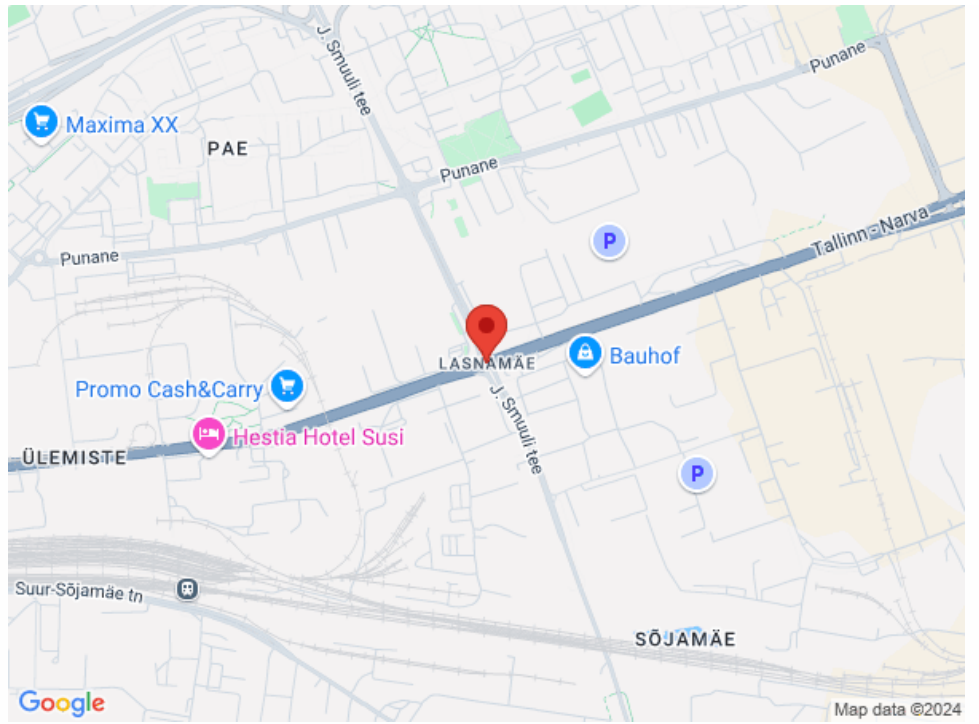 J. Smuuli tee
Punane
Maxima XX
PAE
Punane
Punane
Tallinn - Narva
P
LASNAMÄE
Bauhof
Promo Cash&Carry
J. Smuuli tee
Hestia Hotel Susi
ÜLEMISTE
P
Suur-Sõjamäe tn
SÕJAMÄE
Google
Map data ©2024